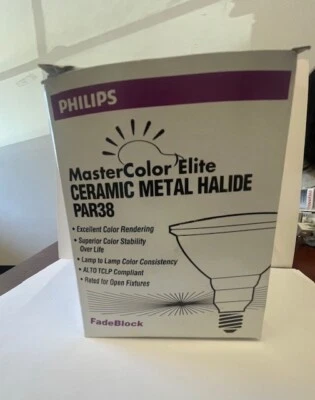 PHILIPS
MasterColor Elite
CERAMIC METAL HALIDE
PAR38
• Excellent Color Rendering
• Superior Color Stability
Over Life
• Lamp to Lamp Color Consistency
• ALTO TCLP Compliant
• Rated for Open Fixtures
FadeBlock